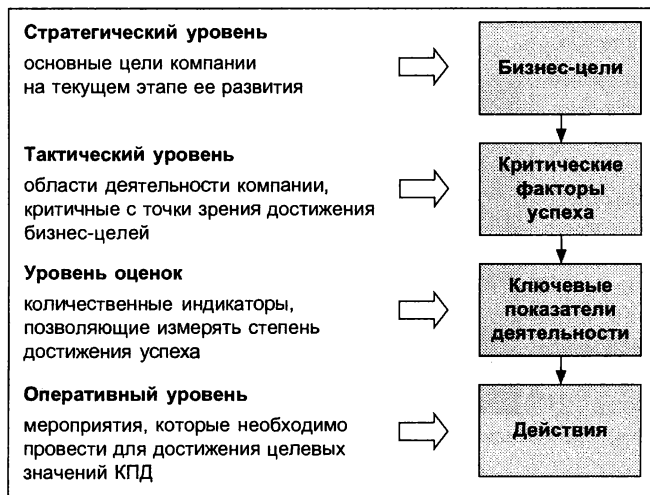 Стратегический уровень
основные цели компании
на текущем этапе ее развития
Бизнес-цели
Тактический уровень
области деятельности компании,
критичные с точки зрения достижения
бизнес-целей
Критические
факторы
успеха
Уровень оценок
количественные индикаторы,
позволяющие измерять степень
достижения успеха
Ключевые
показатели
деятельности
Оперативный уровень
мероприятия, которые необходимо
провести для достижения целевых
значений КПД
Действия